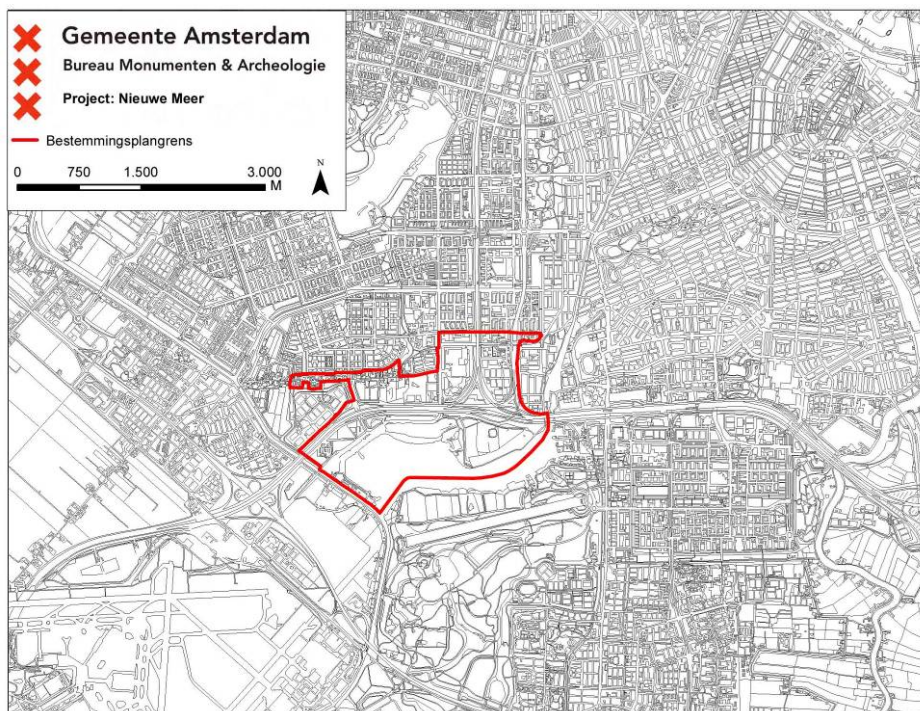 Gemeente Amsterdam
Bureau Monumenten & Archeologie
Project: Nieuwe Meer
Bestemmingsplangrens
0 750 1.500 3.000
M
N